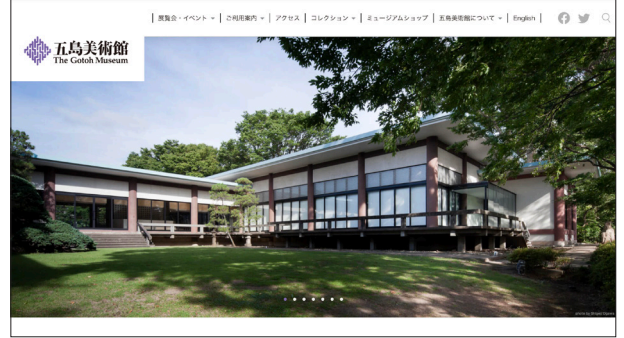 展覧会・イベント
ご利用案内
アクセス
コレクション
ミュージアムショップ
五島美術館について
English
五島美術館
The Gotoh Museum